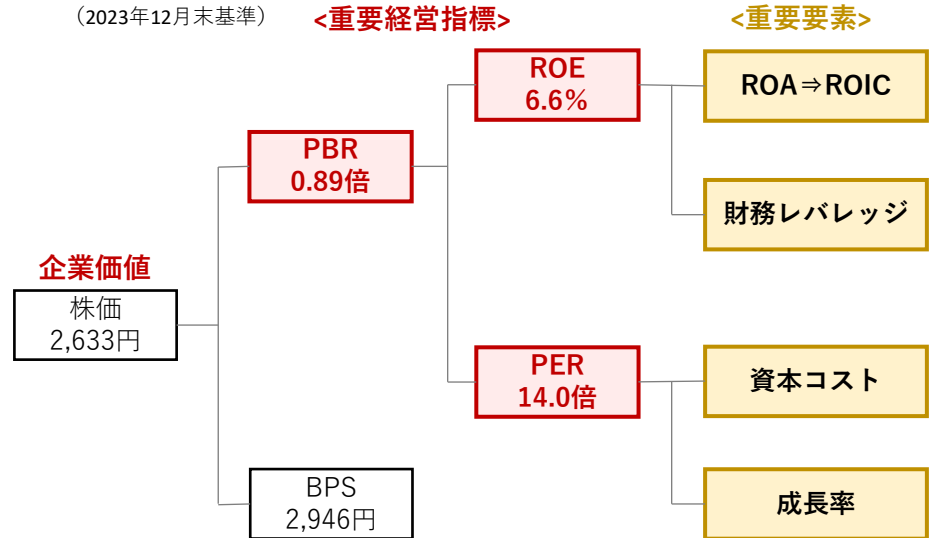 （2023年12月末基準）
<重要経営指標>
<重要要素>
ROE
6.6%
ROA⇒ROIC
PBR
0.89倍
財務レバレッジ
企業価値
株価
2,633円
PER
14.0倍
資本コスト
BPS
2,946円
成長率